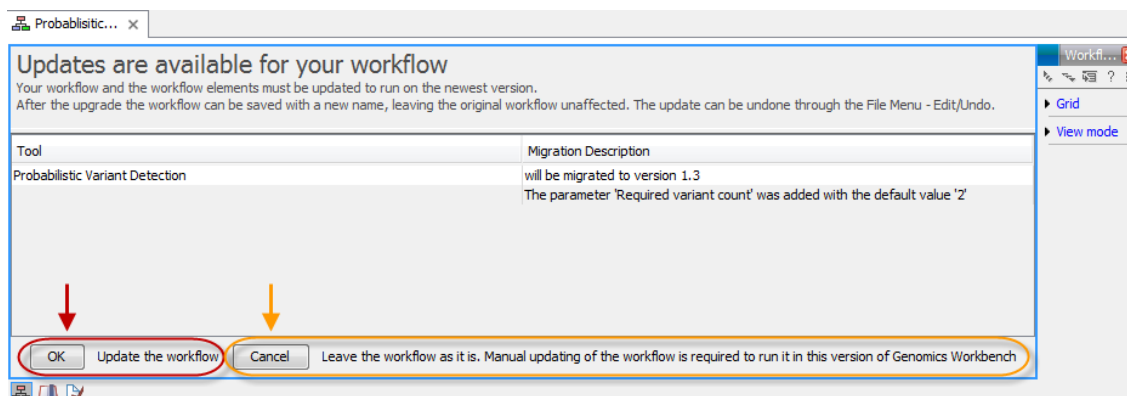 Probablisitic...
Workfl...
Updates are available for your workflow
Your workflow and the workflow elements must be updated to run on the newest version.
After the upgrade the workflow can be saved with a new name, leaving the original workflow unaffected. The update can be undone through the File Menu - Edit/Undo.
Grid
View mode
Tool Migration Description
Probabilistic Variant Detection will be migrated to version 1.3
The parameter 'Required variant count' was added with the default value '2'
OK Update the workflow Cancel Leave the workflow as it is. Manual updating of the workflow is required to run it in this version of Genomics Workbench